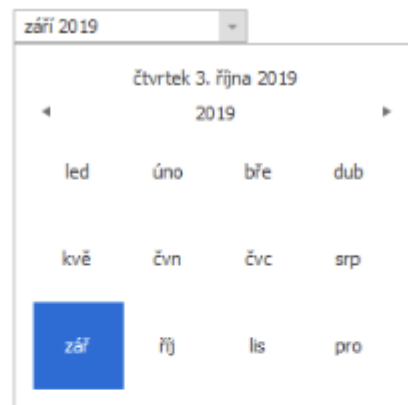 září 2019
čtvrtek 3. října 2019
2019
led úno bře dub
kvě čvn čvc srp
zář říj lis pro